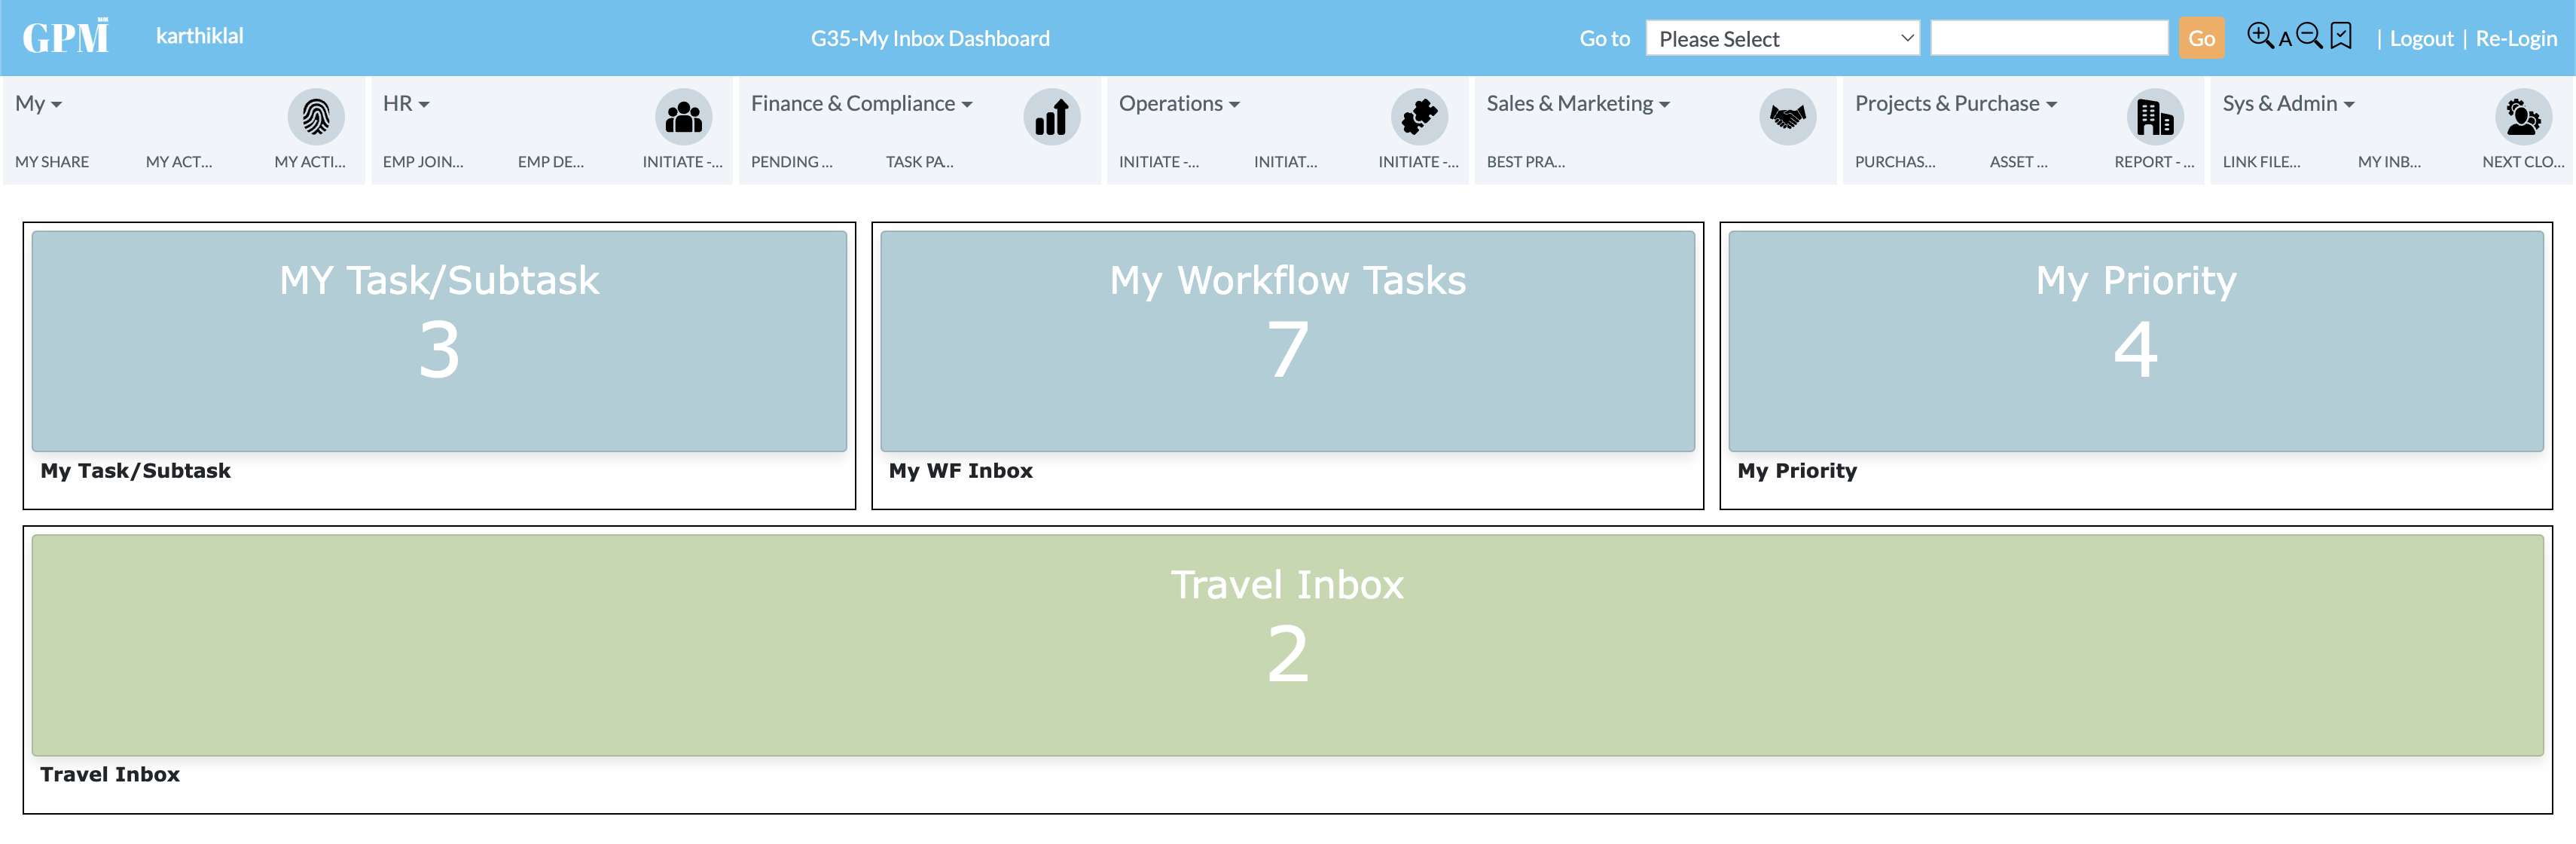 GPM karthiklal G35-My Inbox Dashboard Go to Please Select Go A | Logout | Re-Login
My HR Finance & Compliance Operations Sales & Marketing Projects & Purchase Sys & Admin
MY SHARE MY ACT... MY ACTI... EMP JOIN... EMP DE... INITIATE -... PENDING ... TASK PA... INITIATE -... INITIAT... INITIATE -... BEST PRA... PURCHAS... ASSET ... REPORT - ... LINK FILE... MY INB... NEXT CLO...
MY Task/Subtask
3
My Task/Subtask
My Workflow Tasks
7
My WF Inbox
My Priority
4
My Priority
Travel Inbox
2
Travel Inbox